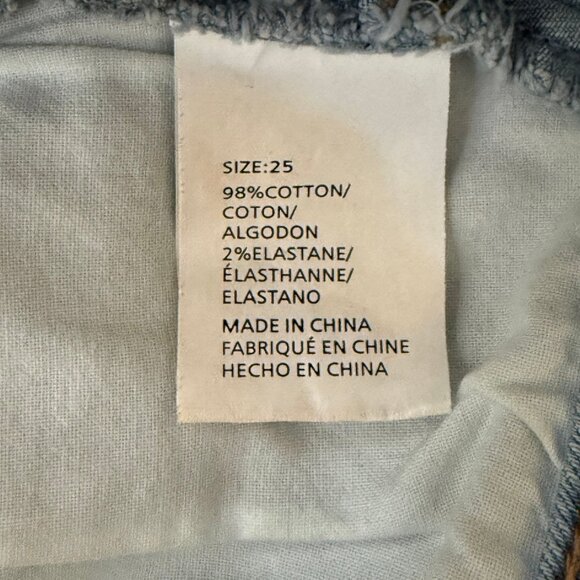 SIZE:25
98%COTTON/
COTON/
ALGODON
2%ELASTANE/
ÉLASTHANNE/
ELASTANO
MADE IN CHINA
FABRIQUÉ EN CHINE
HECHO EN CHINA